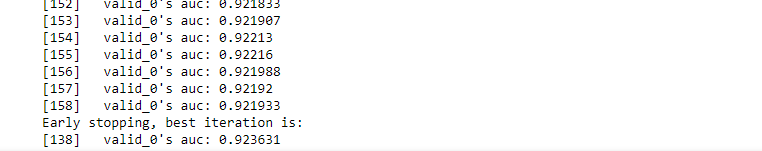 [152] valid_0's auc: 0.921833
[153] valid_0's auc: 0.921907
[154] valid_0's auc: 0.92213
[155] valid_0's auc: 0.92216
[156] valid_0's auc: 0.921988
[157] valid_0's auc: 0.92192
[158] valid_0's auc: 0.921933
Early stopping, best iteration is:
[138] valid_0's auc: 0.923631